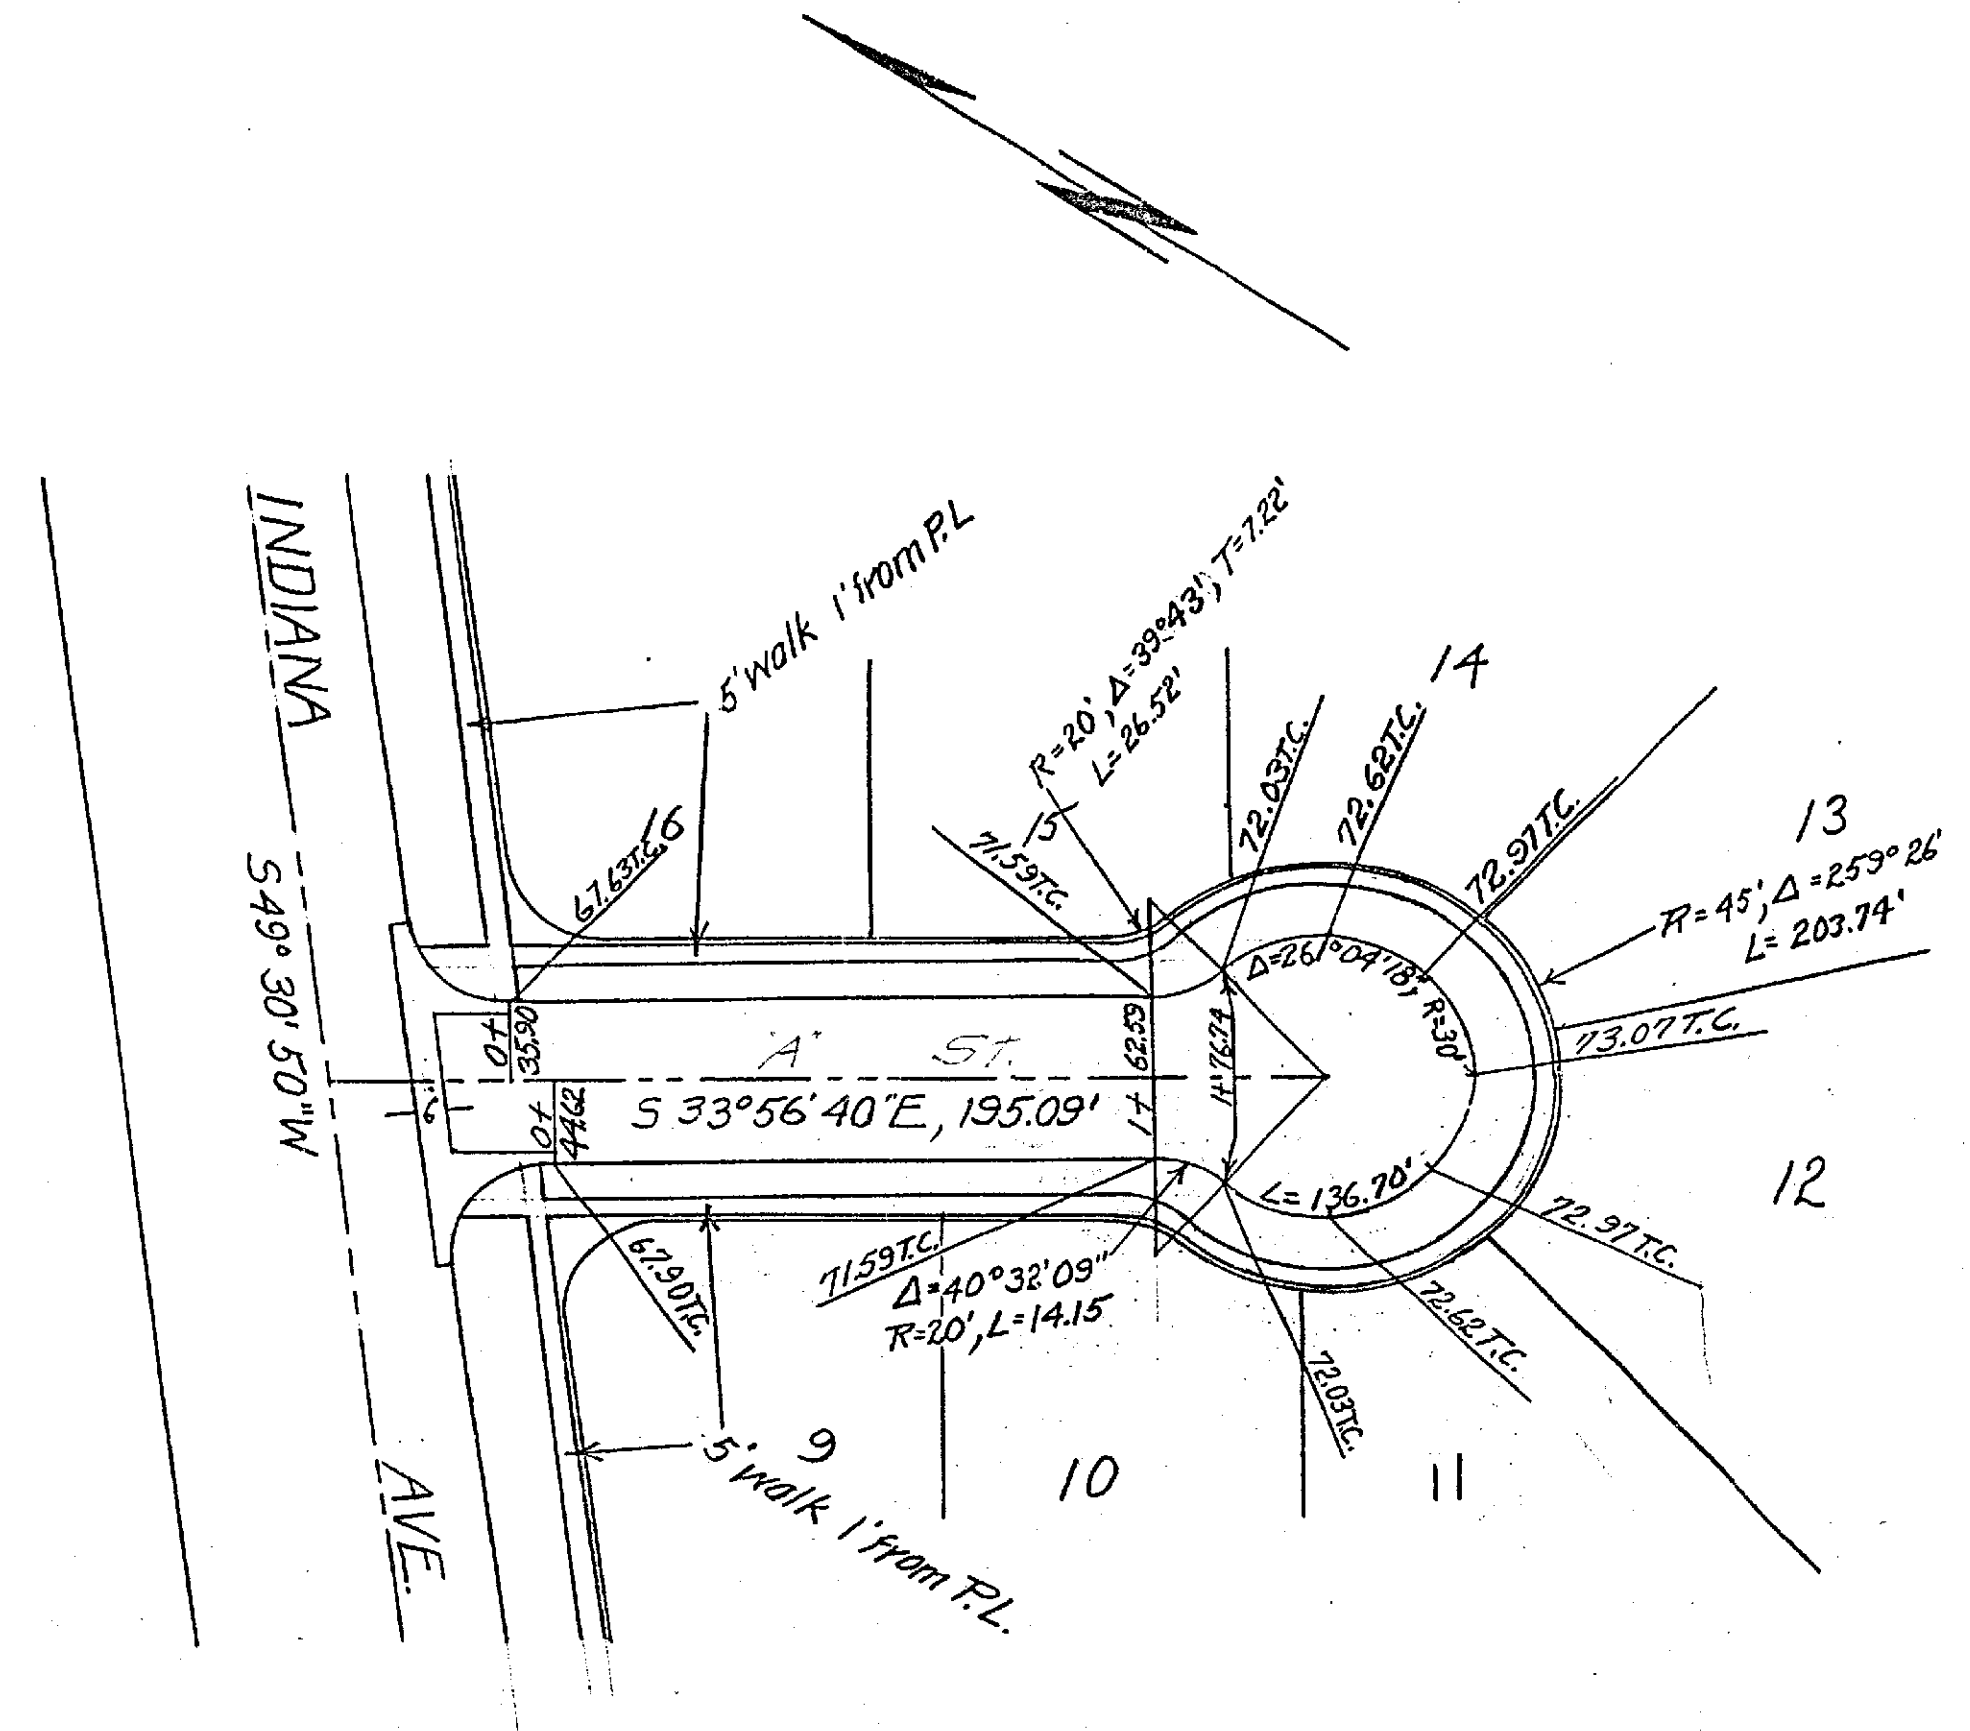 INDIANA
AVE.
S49° 30' 50"W
5' walk 1' from P.L
16
67.63T.C.
R=20', Δ=39°43', T=7.22'
L=26.52'
15
71.59T.C.
72.03T.C.
72.62T.C.
14
72.97T.C.
13
R=45', Δ=259°26'
L=203.74'
73.07T.C.
Δ=261°04'18", R=30'
L=136.70'
0+
35.90
"A" St.
1+ 62.59
1+76.74
6"
0+
44.62
S 33°56'40"E, 195.09'
12
72.97T.C.
67.90T.C.
71.59T.C.
Δ=40°32'09"
R=20', L=14.15
72.62T.C.
72.03T.C.
9
5' walk 1' from P.L.
10
11